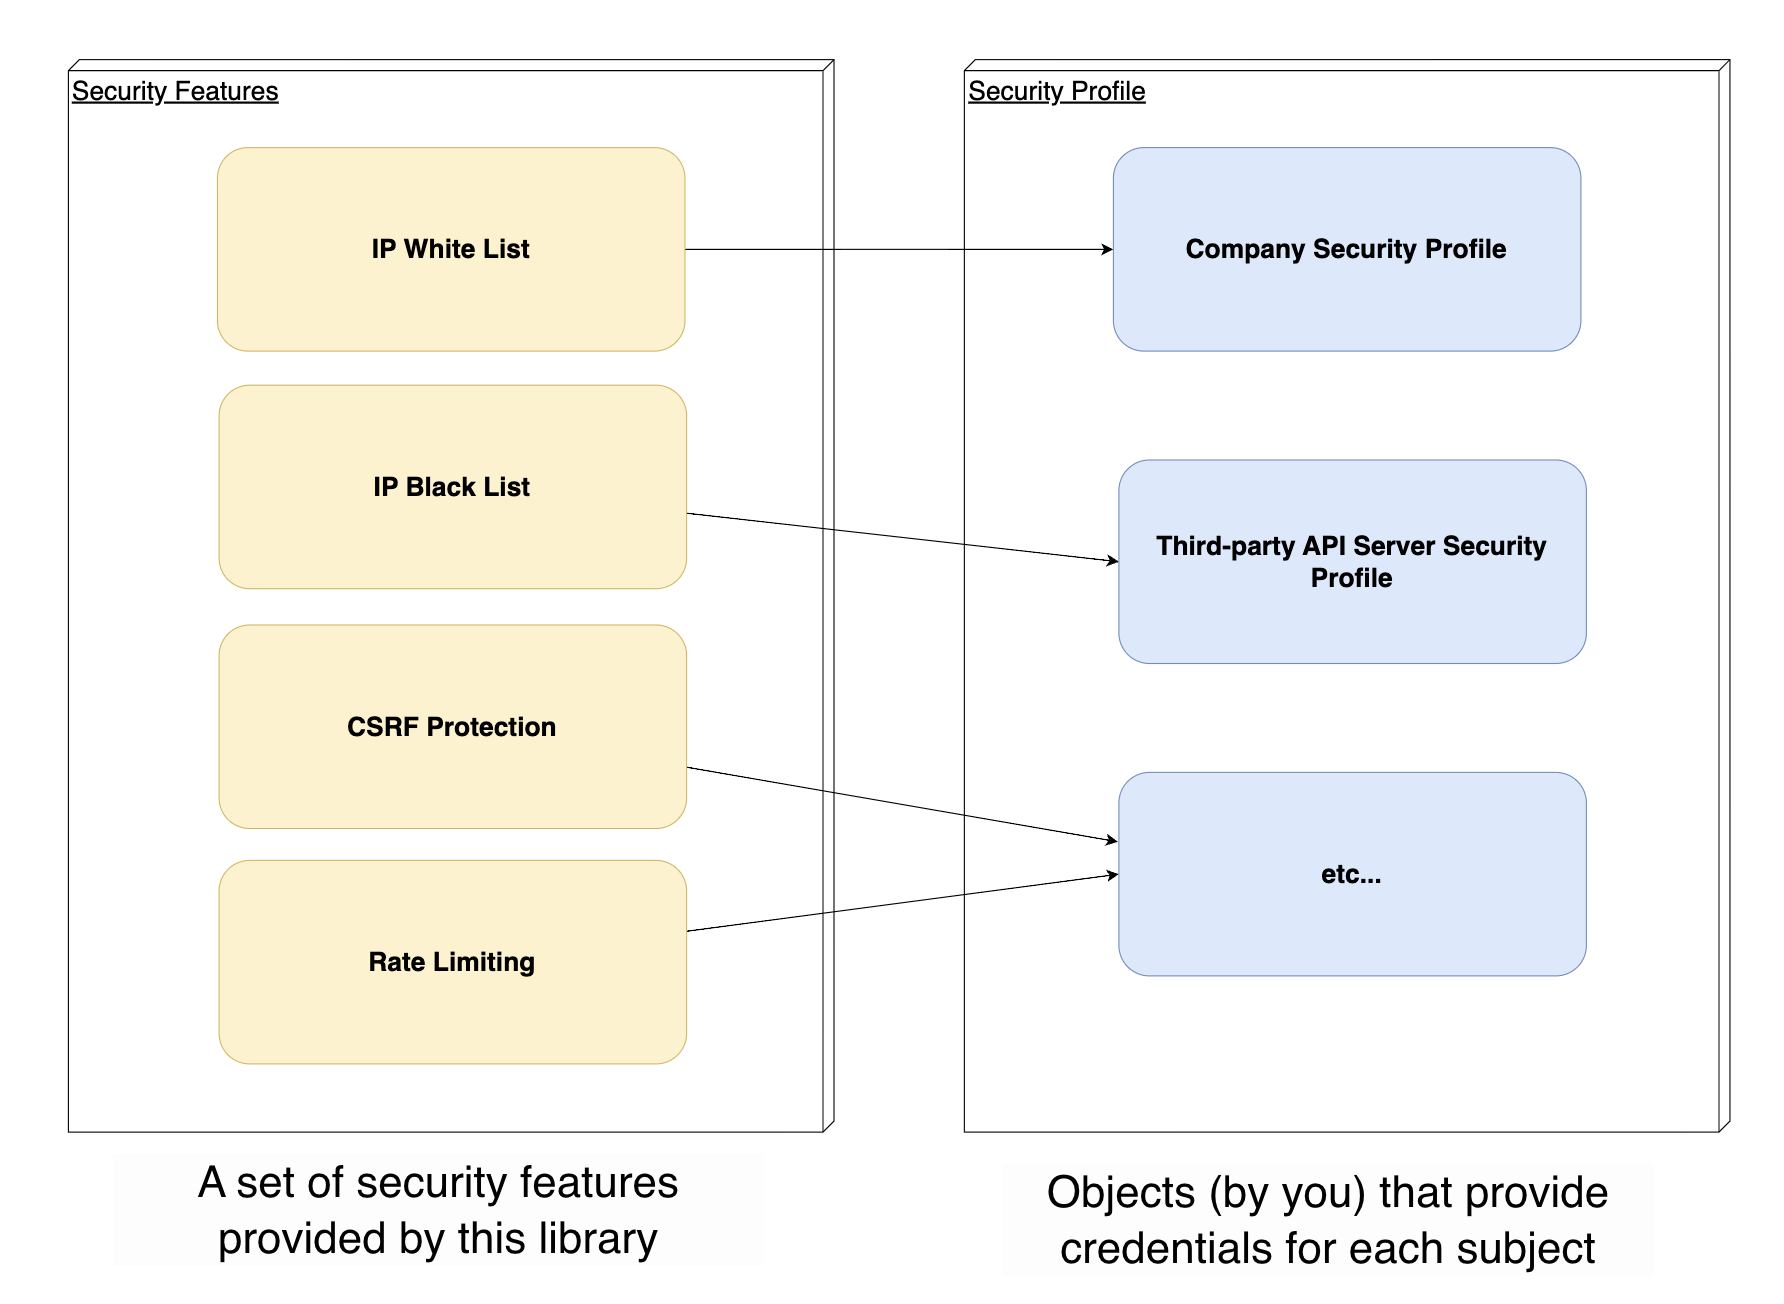 Security Features
IP White List
IP Black List
CSRF Protection
Rate Limiting
A set of security features
provided by this library
Security Profile
Company Security Profile
Third-party API Server Security
Profile
etc...
Objects (by you) that provide
credentials for each subject